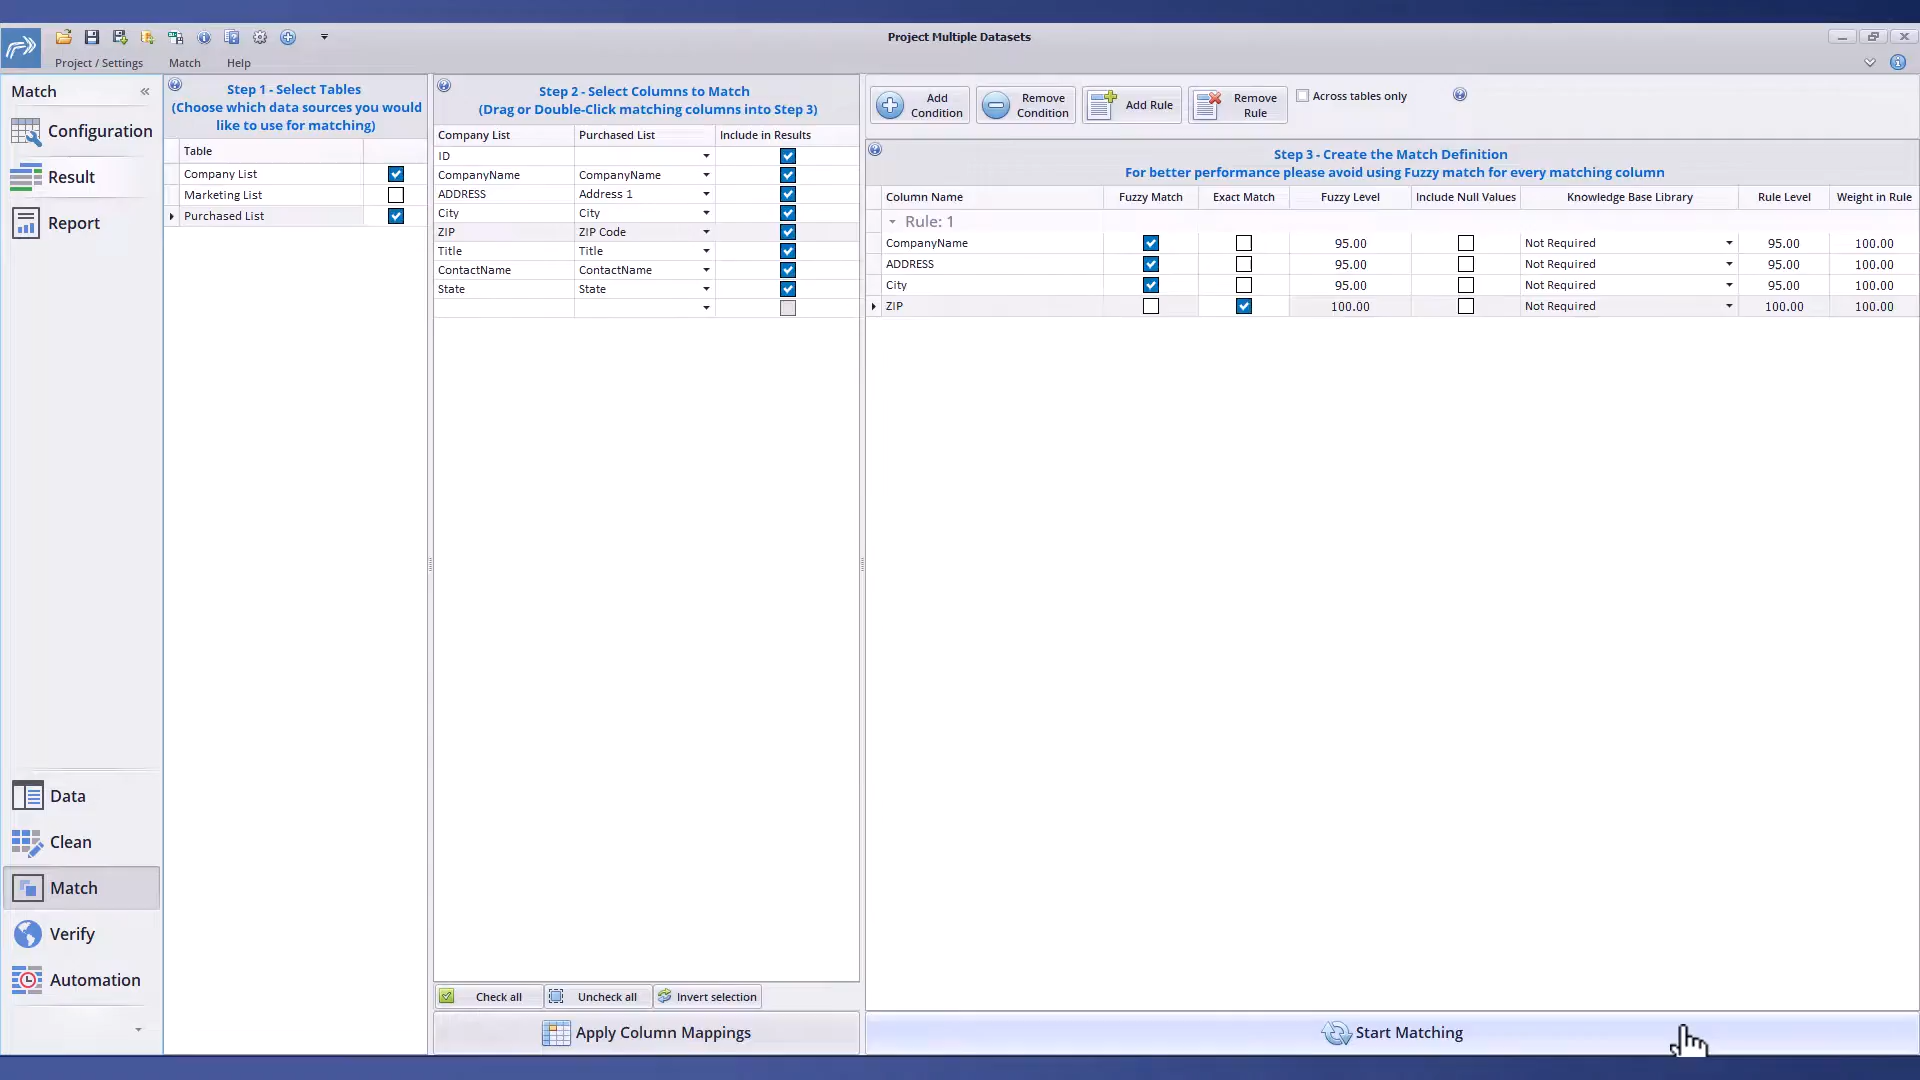 Project Multiple Datasets
Project / Settings Match Help
Match «
Configuration
Result
Report
Data
Clean
Match
Verify
Automation
Step 1 - Select Tables
(Choose which data sources you would
like to use for matching)
Table
Company List
Marketing List
Purchased List
Step 2 - Select Columns to Match
(Drag or Double-Click matching columns into Step 3)
Company List Purchased List Include in Results
ID
CompanyName CompanyName
ADDRESS Address 1
City City
ZIP ZIP Code
Title Title
ContactName ContactName
State State
Check all Uncheck all Invert selection
Apply Column Mappings
Add Condition Remove Condition Add Rule Remove Rule Across tables only
Step 3 - Create the Match Definition
For better performance please avoid using Fuzzy match for every matching column
Column Name Fuzzy Match Exact Match Fuzzy Level Include Null Values Knowledge Base Library Rule Level Weight in Rule
Rule: 1
CompanyName 95.00 Not Required 95.00 100.00
ADDRESS 95.00 Not Required 95.00 100.00
City 95.00 Not Required 95.00 100.00
ZIP 100.00 Not Required 100.00 100.00
Start Matching